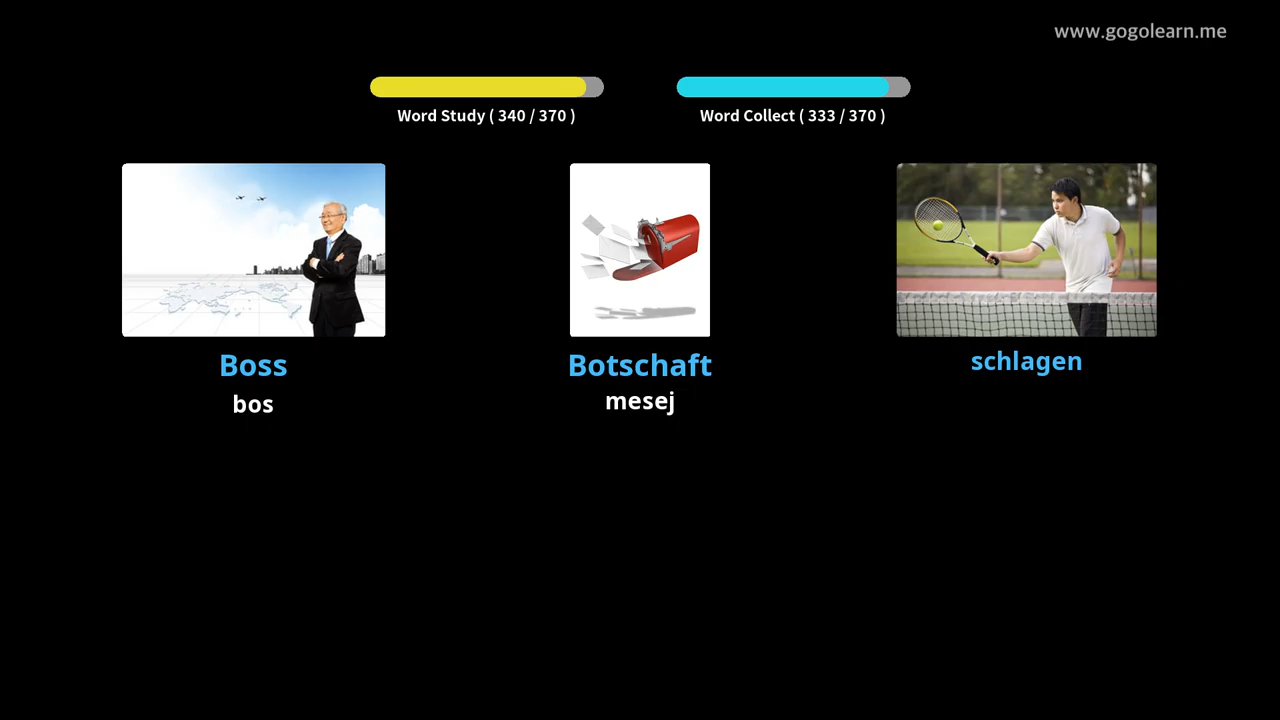 www.gogolearn.me
Word Study ( 340 / 370 )
Word Collect ( 333 / 370 )
Boss
Botschaft
schlagen
bos
mesej